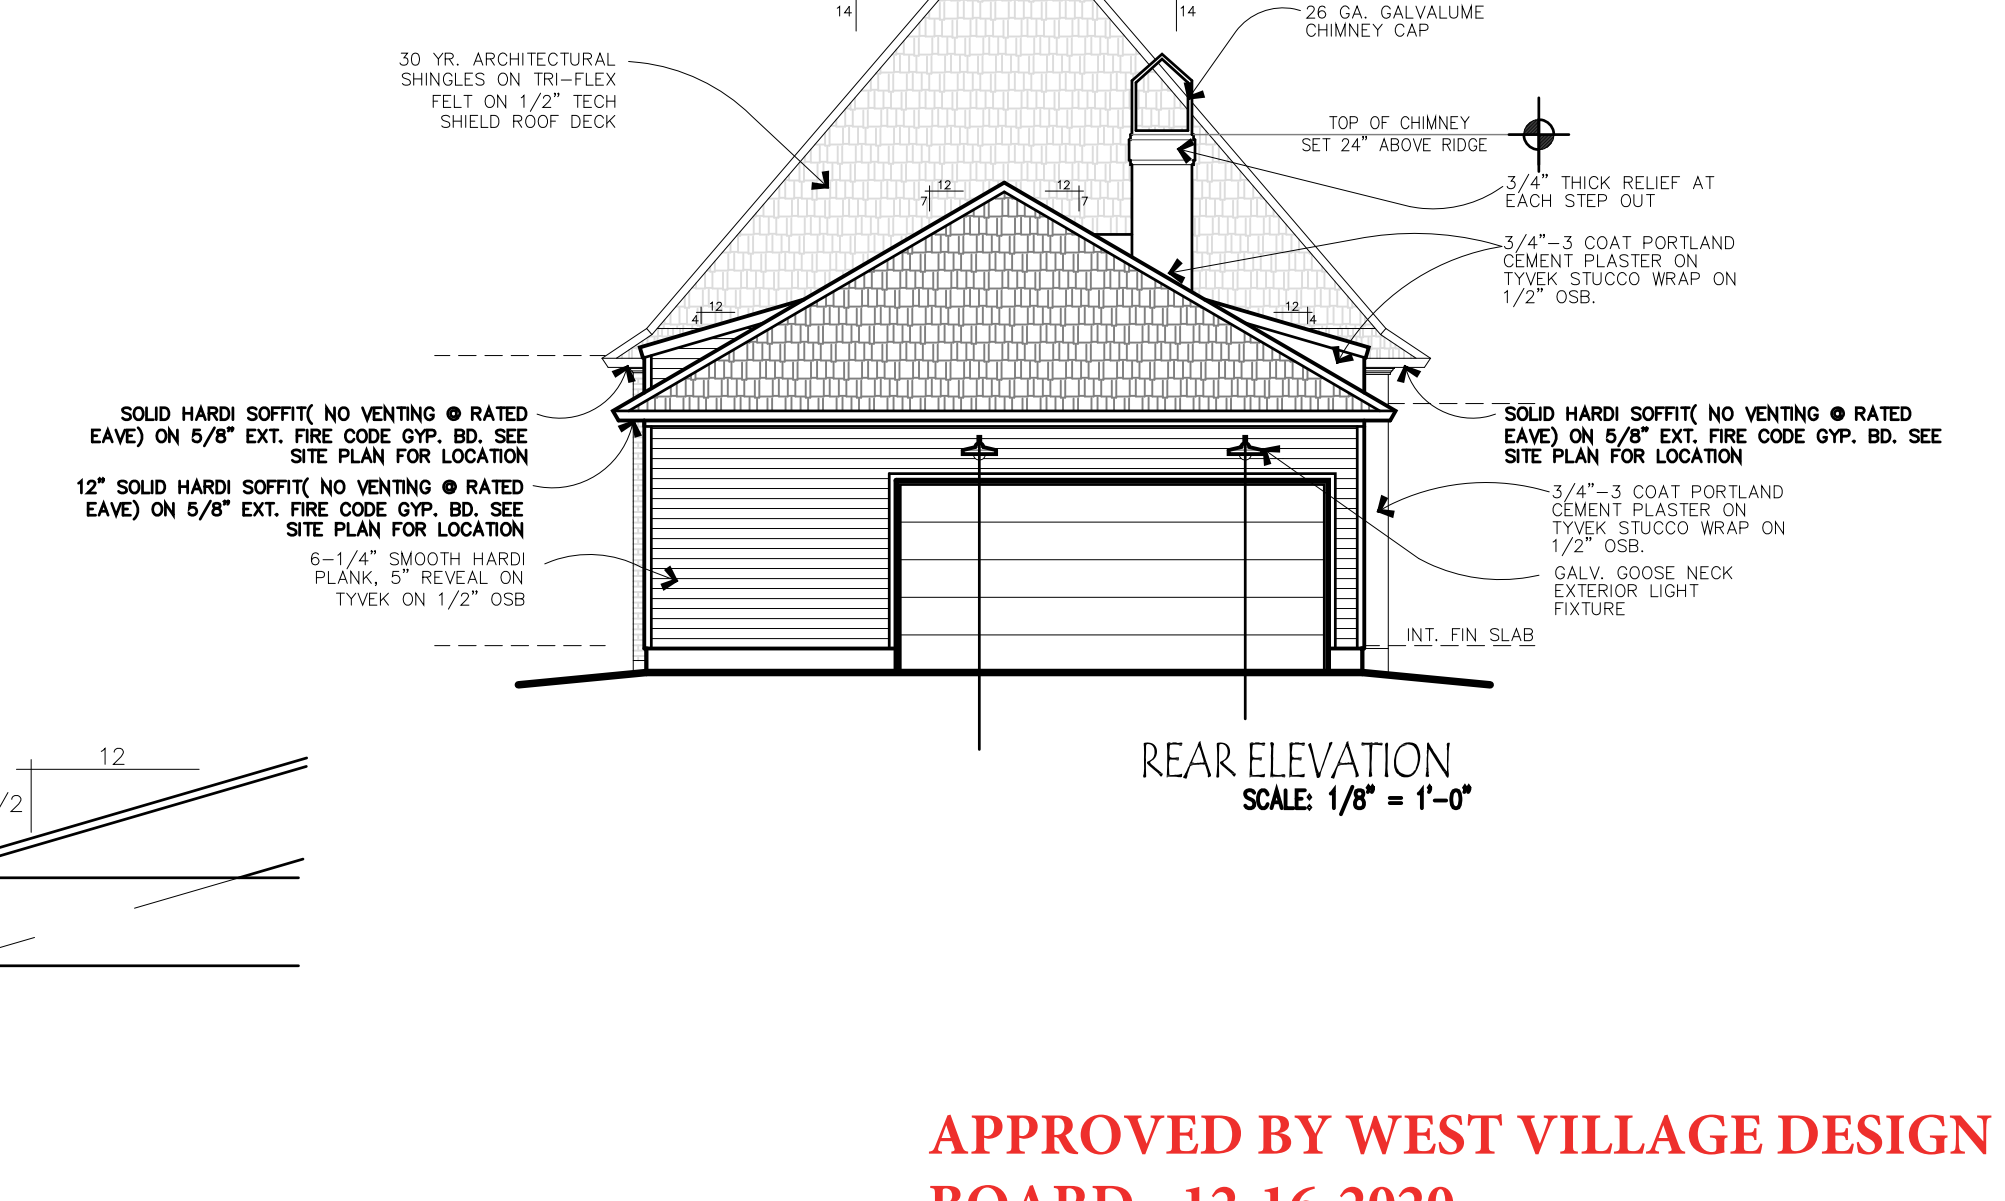 14
14
26 GA. GALVALUME
CHIMNEY CAP
30 YR. ARCHITECTURAL
SHINGLES ON TRI-FLEX
FELT ON 1/2" TECH
SHIELD ROOF DECK
TOP OF CHIMNEY
SET 24" ABOVE RIDGE
3/4" THICK RELIEF AT
EACH STEP OUT
12
7
12
7
3/4"-3 COAT PORTLAND
CEMENT PLASTER ON
TYVEK STUCCO WRAP ON
1/2" OSB.
12
4
12
4
SOLID HARDI SOFFIT( NO VENTING @ RATED
EAVE) ON 5/8" EXT. FIRE CODE GYP. BD. SEE
SITE PLAN FOR LOCATION
SOLID HARDI SOFFIT( NO VENTING @ RATED
EAVE) ON 5/8" EXT. FIRE CODE GYP. BD. SEE
SITE PLAN FOR LOCATION
12" SOLID HARDI SOFFIT( NO VENTING @ RATED
EAVE) ON 5/8" EXT. FIRE CODE GYP. BD. SEE
SITE PLAN FOR LOCATION
3/4"-3 COAT PORTLAND
CEMENT PLASTER ON
TYVEK STUCCO WRAP ON
1/2" OSB.
6-1/4" SMOOTH HARDI
PLANK, 5" REVEAL ON
TYVEK ON 1/2" OSB
GALV. GOOSE NECK
EXTERIOR LIGHT
FIXTURE
INT. FIN SLAB
REAR ELEVATION
SCALE: 1/8" = 1'-0"
12
/2
APPROVED BY WEST VILLAGE DESIGN
BOARD 12-16-2020